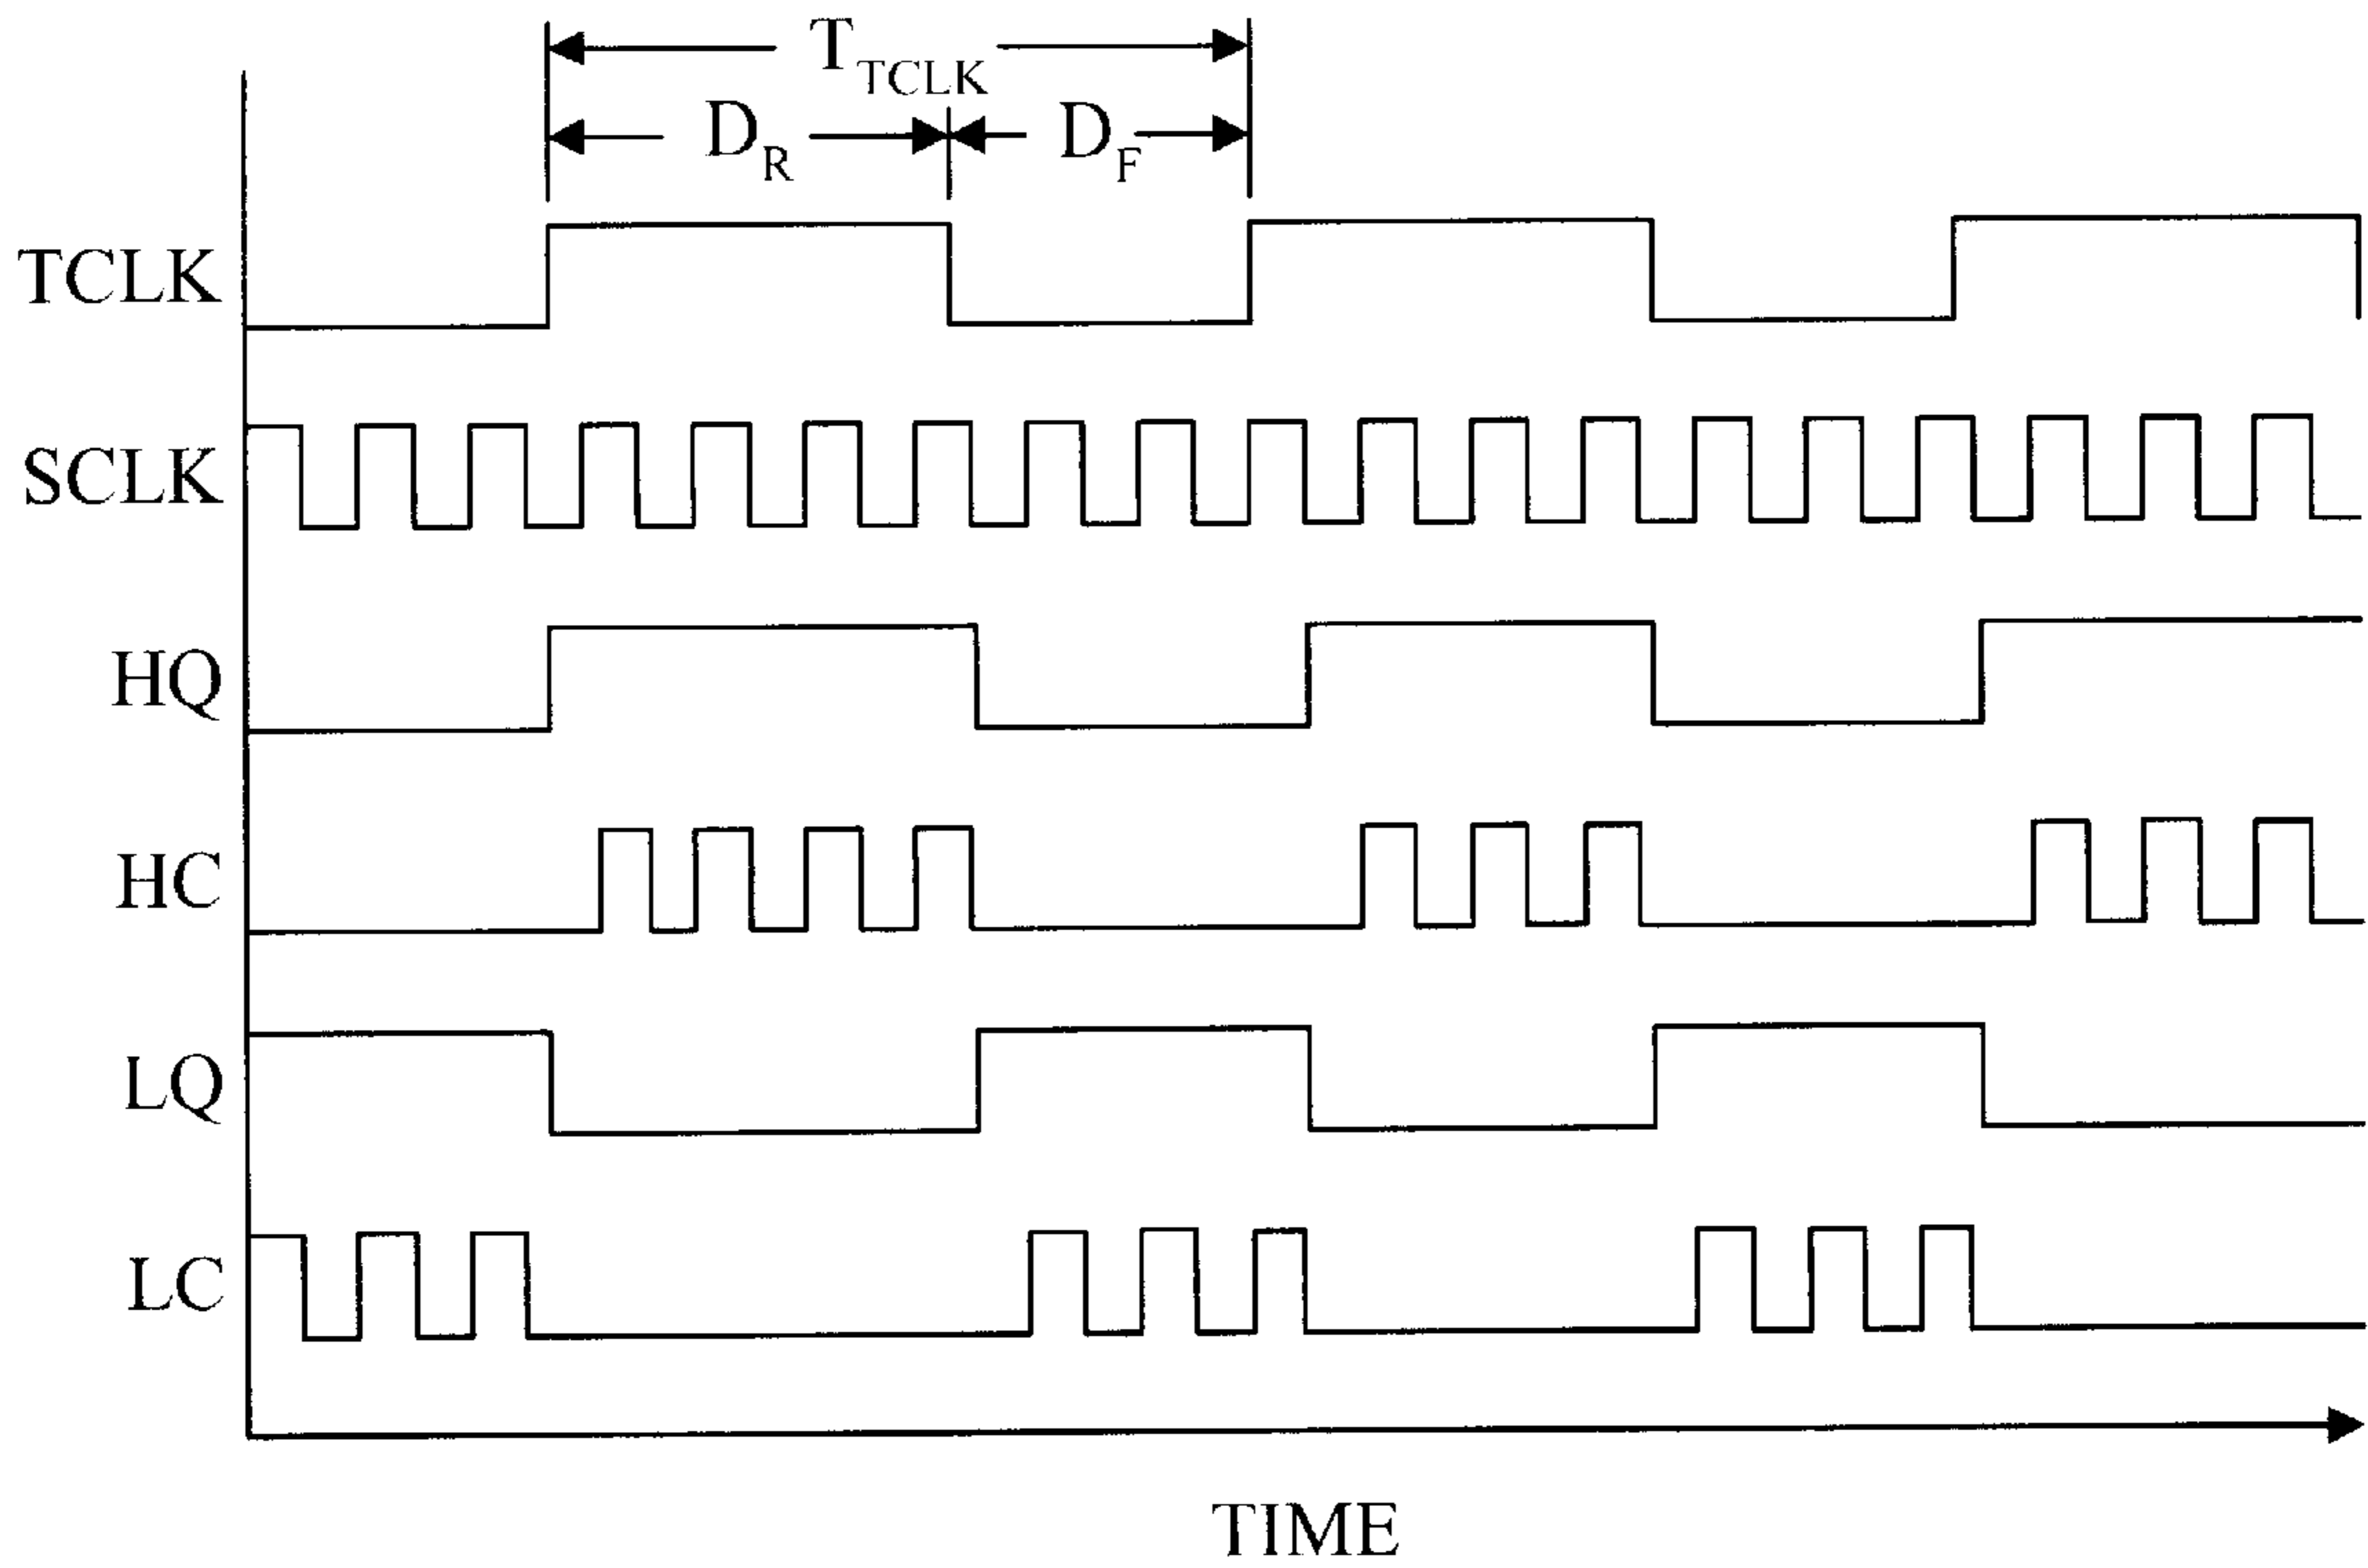 T_TCLK
D_R D_F
TCLK
SCLK
HQ
HC
LQ
LC
TIME